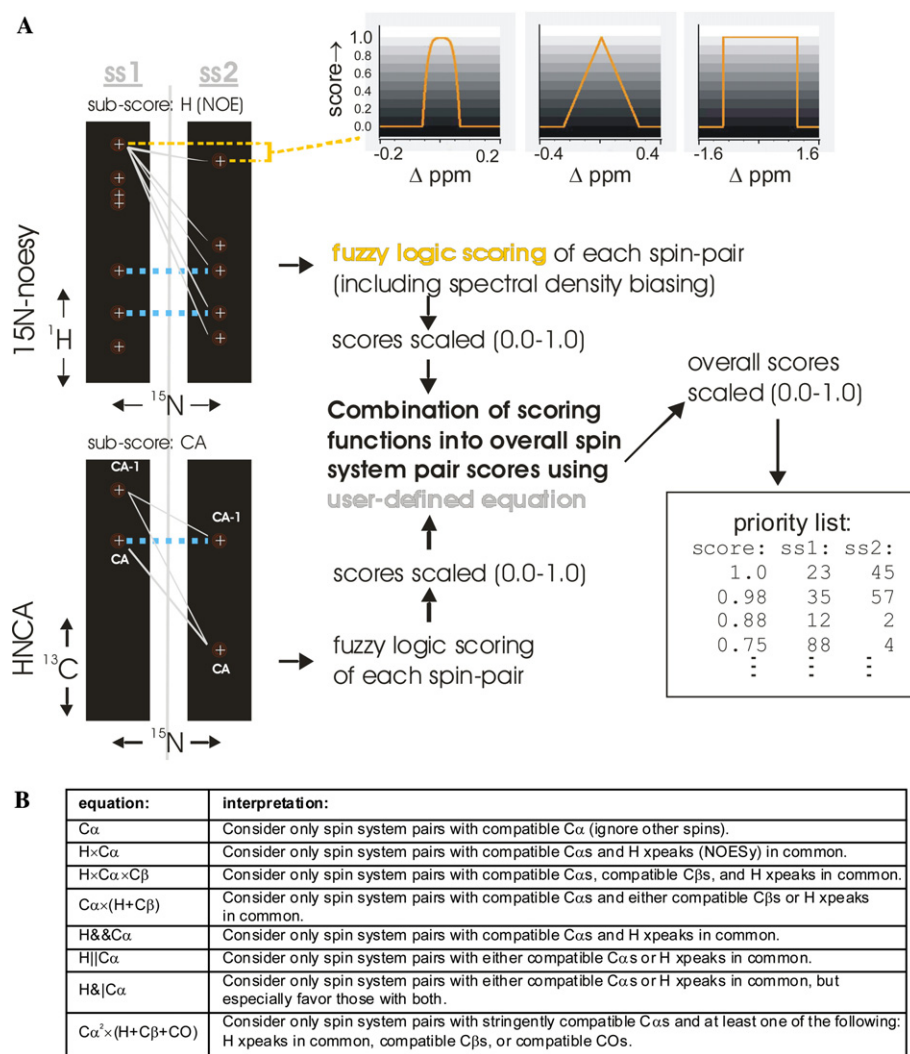 A
ss1 ss2
sub-score: H (NOE)
score→
1.0
0.8
0.6
0.4
0.2
0.0
-0.2 0.2
Δ ppm
-0.4 0.4
Δ ppm
-1.6 1.6
Δ ppm
15N-noesy
¹H
¹⁵N
fuzzy logic scoring of each spin-pair
(including spectral density biasing)
scores scaled (0.0-1.0)
Combination of scoring
functions into overall spin
system pair scores using
user-defined equation
scores scaled (0.0-1.0)
fuzzy logic scoring
of each spin-pair
overall scores
scaled (0.0-1.0)
sub-score: CA
CA-1
CA-1
CA
CA
HNCA
¹³C
¹⁵N
priority list:
score: ss1: ss2:
1.0 23 45
0.98 35 57
0.88 12 2
0.75 88 4
B
equation: interpretation:
Cα Consider only spin system pairs with compatible Cα (ignore other spins).
H×Cα Consider only spin system pairs with compatible Cαs and H xpeaks (NOESy) in common.
H×Cα×Cβ Consider only spin system pairs with compatible Cαs, compatible Cβs, and H xpeaks in common.
Cα×(H+Cβ) Consider only spin system pairs with compatible Cαs and either compatible Cβs or H xpeaks
in common.
H&&Cα Consider only spin system pairs with compatible Cαs and H xpeaks in common.
H||Cα Consider only spin system pairs with either compatible Cαs or H xpeaks in common.
H&|Cα Consider only spin system pairs with either compatible Cαs or H xpeaks in common, but
especially favor those with both.
Cα²×(H+Cβ+CO) Consider only spin system pairs with stringently compatible Cαs and at least one of the following:
H xpeaks in common, compatible Cβs, or compatible COs.